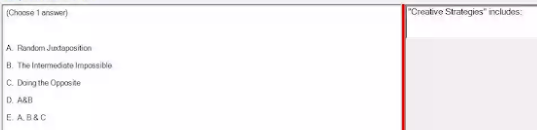 (Choose 1 answer)
A. Random Juxtaposition
B. The Intermediate Impossible
C. Doing the Opposite
D. A&B
E. A, B & C
"Creative Strategies" includes: